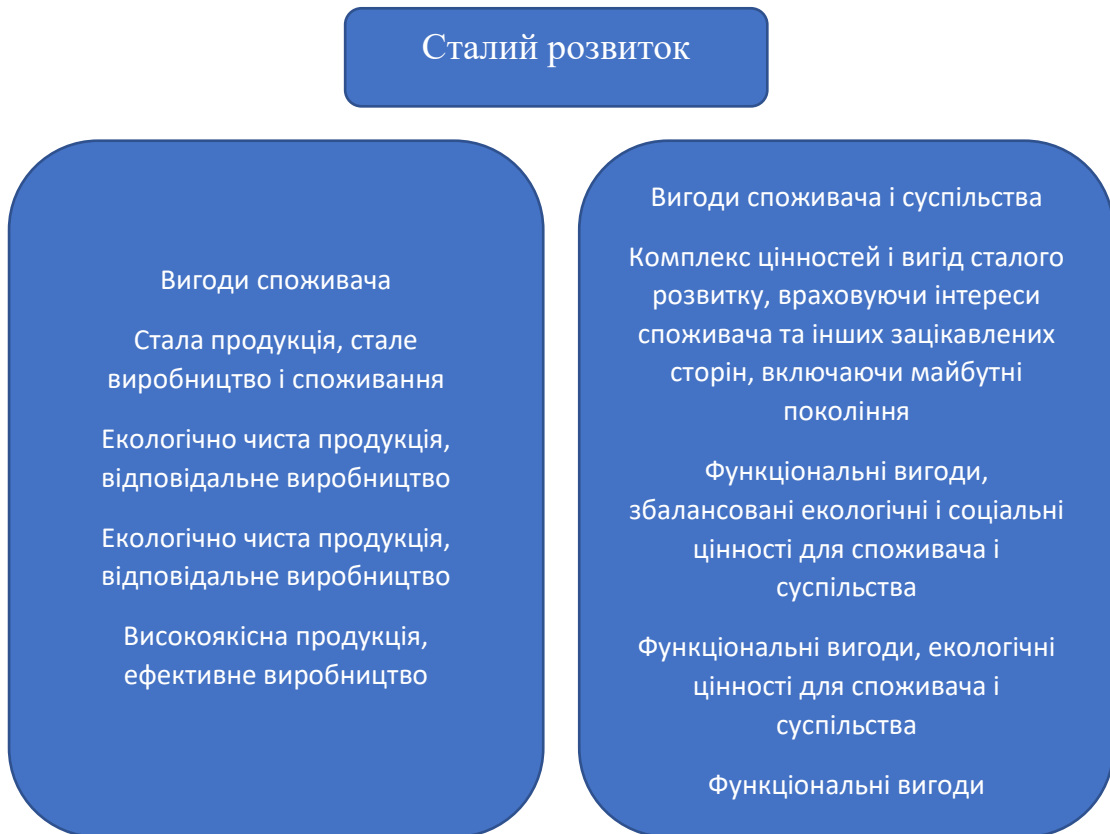 Сталий розвиток
Вигоди споживача
Стала продукція, стале
виробництво і споживання
Екологічно чиста продукція,
відповідальне виробництво
Екологічно чиста продукція,
відповідальне виробництво
Високоякісна продукція,
ефективне виробництво
Вигоди споживача і суспільства
Комплекс цінностей і вигід сталого
розвитку, враховуючи інтереси
споживача та інших зацікавлених
сторін, включаючи майбутні
покоління
Функціональні вигоди,
збалансовані екологічні і соціальні
цінності для споживача і
суспільства
Функціональні вигоди, екологічні
цінності для споживача і
суспільства
Функціональні вигоди